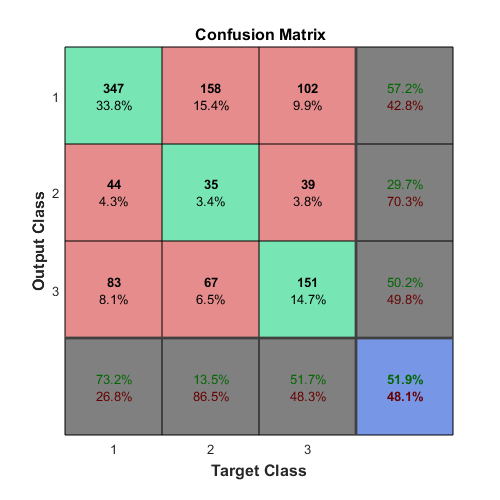 Confusion Matrix
347 158 102 57.2%
1 33.8% 15.4% 9.9% 42.8%
44 35 39 29.7%
2 4.3% 3.4% 3.8% 70.3%
83 67 151 50.2%
3 8.1% 6.5% 14.7% 49.8%
73.2% 13.5% 51.7% 51.9%
26.8% 86.5% 48.3% 48.1%
1 2 3
Target Class
Output Class